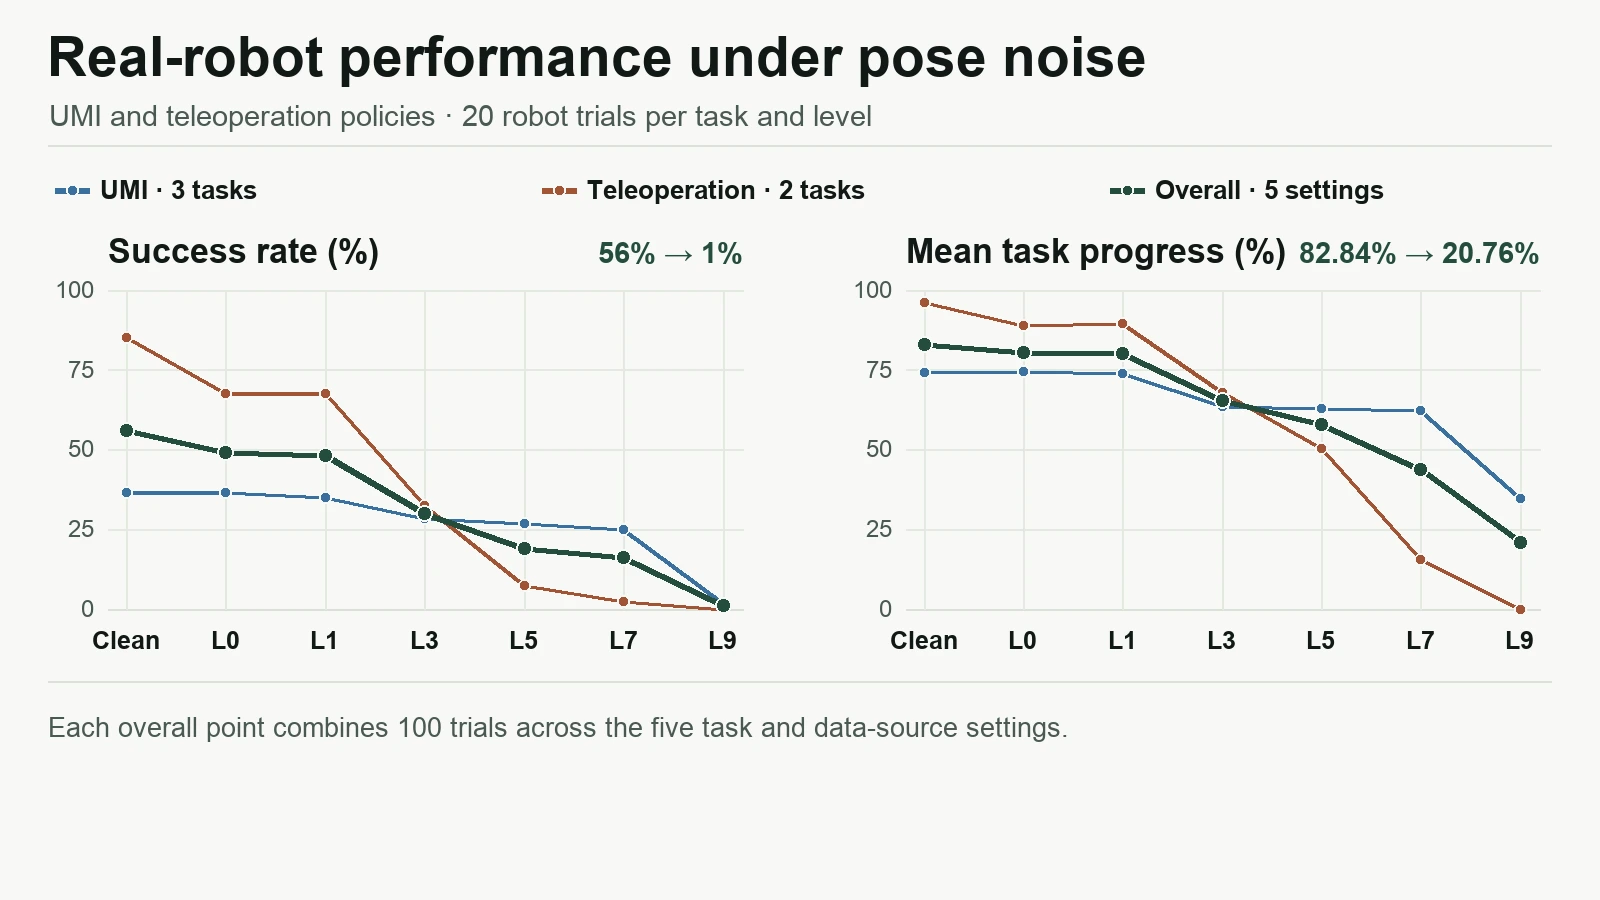 Real-robot performance under pose noise
UMI and teleoperation policies · 20 robot trials per task and level
UMI · 3 tasks
Teleoperation · 2 tasks
Overall · 5 settings
Success rate (%)
56% → 1%
100
75
50
25
0
Clean L0 L1 L3 L5 L7 L9
Mean task progress (%)
82.84% → 20.76%
100
75
50
25
0
Clean L0 L1 L3 L5 L7 L9
Each overall point combines 100 trials across the five task and data-source settings.